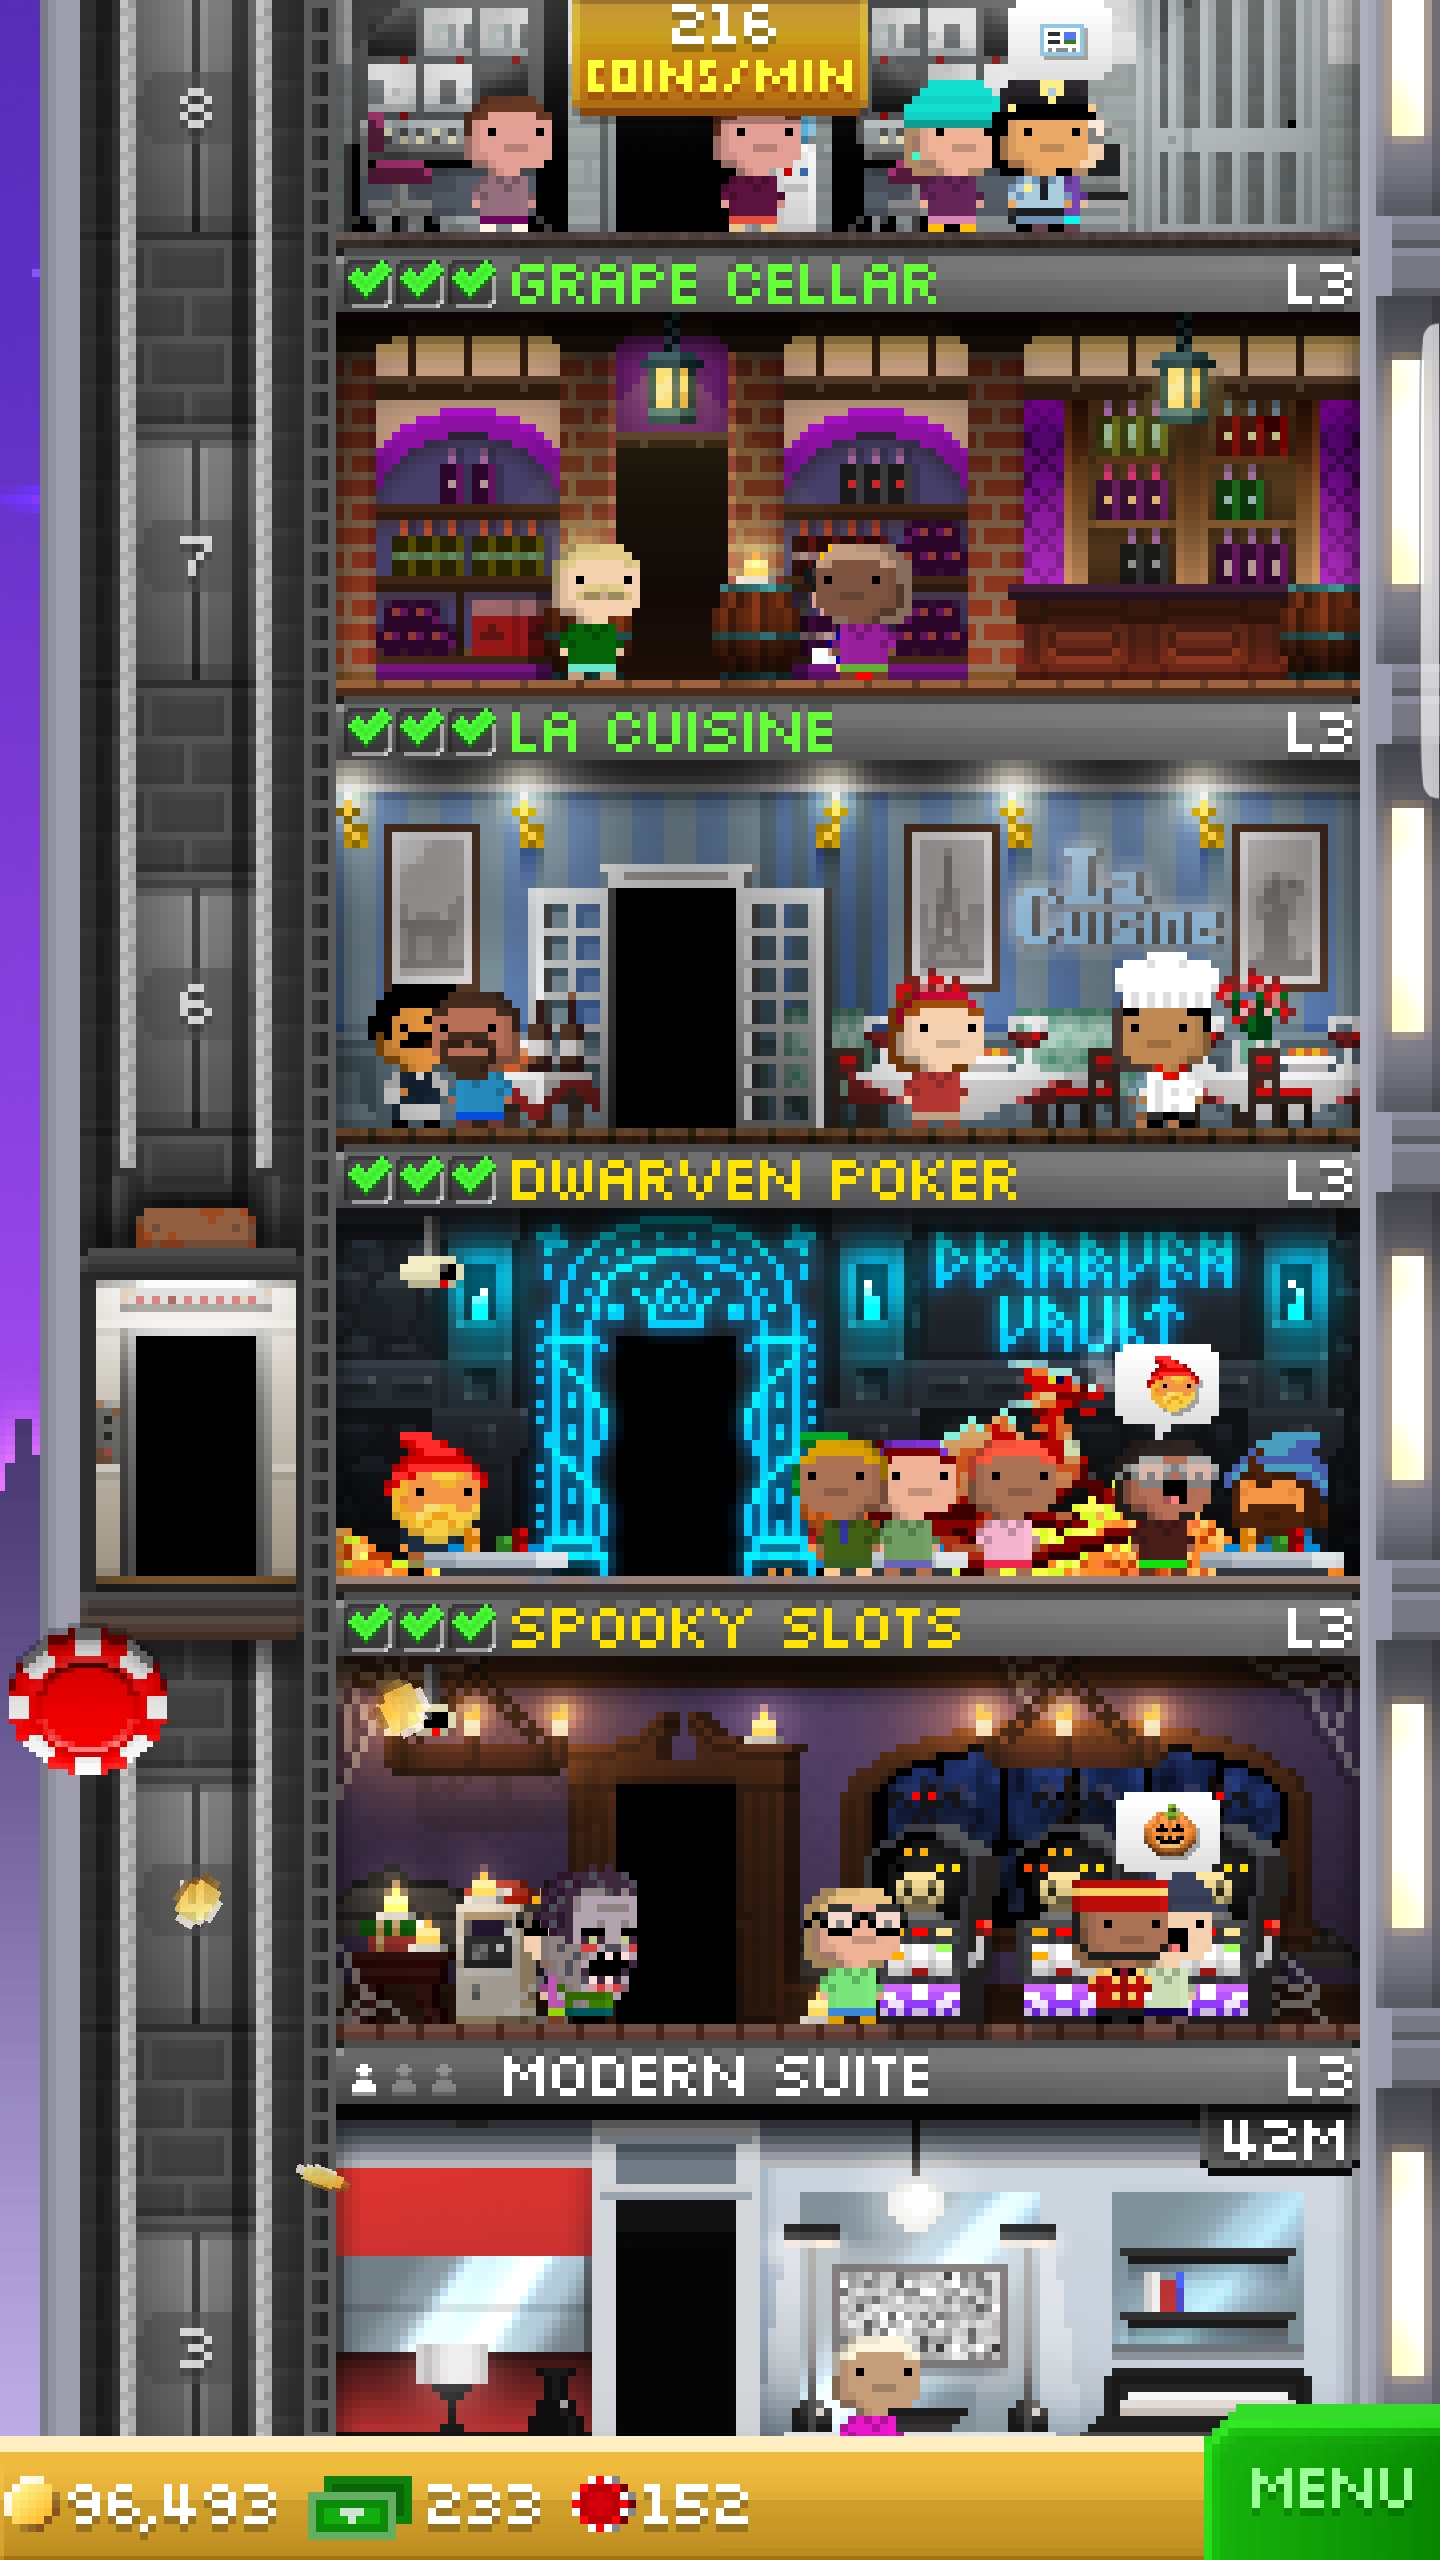 216
COINS/MIN
8
GRAPE CELLAR L3
7
LA CUISINE L3
La
Cuisine
6
DWARVEN POKER L3
DWARVEN
VAULT
SPOOKY SLOTS L3
MODERN SUITE L3
42M
3
96,493 233 152
MENU